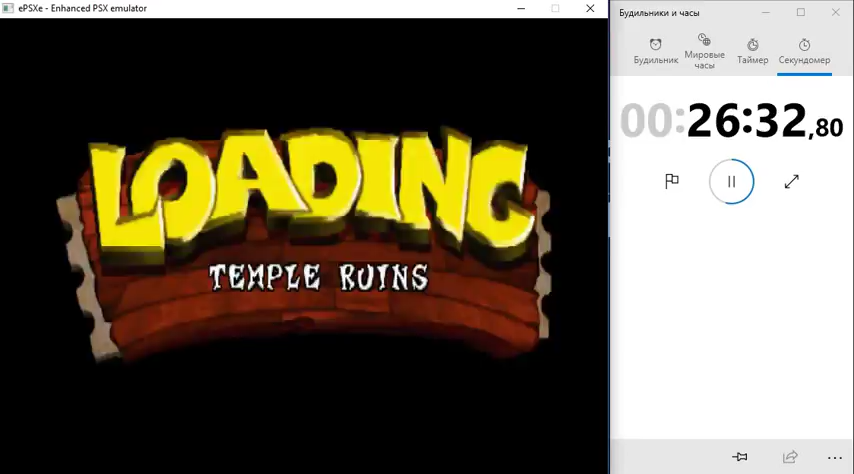 ePSXe - Enhanced PSX emulator
LOADING
TEMPLE RUINS
Будильники и часы
Будильник
Мировые
часы
Таймер
Секундомер
00:26:32,80